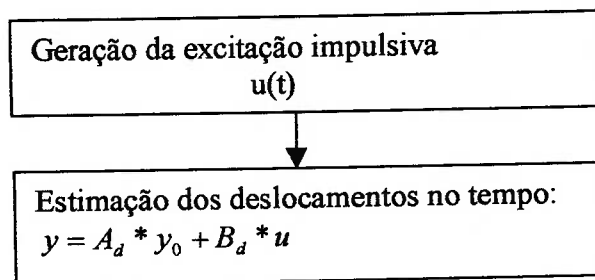 Geração da excitação impulsiva
u(t)
Estimação dos deslocamentos no tempo:
y = A_d * y_0 + B_d * u